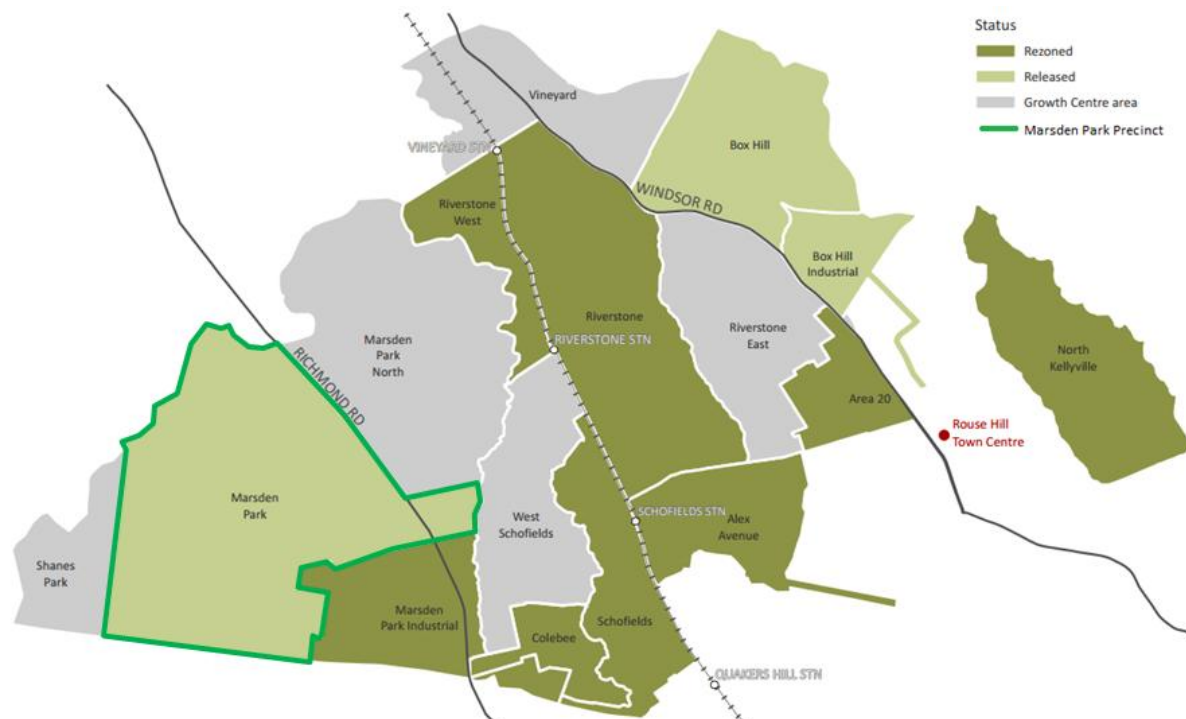 Status
Rezoned
Released
Growth Centre area
Marsden Park Precinct
Vineyard
VINEYARD STN
Box Hill
WINDSOR RD
Riverstone
West
Box Hill
Industrial
Riverstone
RIVERSTONE STN
Riverstone
East
Marsden
Park
North
RICHMOND RD
North
Kellyville
Area 20
Rouse Hill
Town Centre
Marsden
Park
West
Schofields
SCHOFIELDS STN
Alex
Avenue
Shanes
Park
Marsden
Park Industrial
Colebee
Schofields
QUAKERS HILL STN